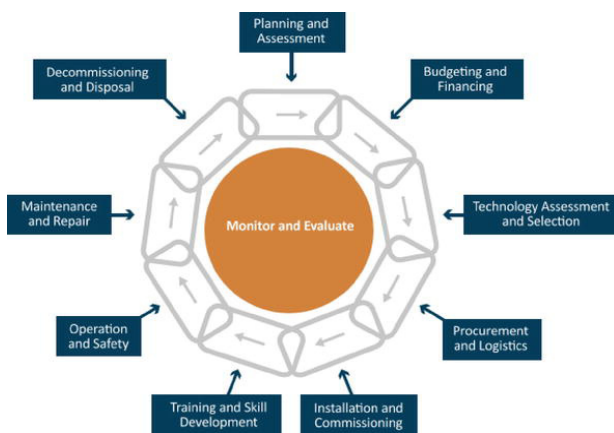 Planning and
Assessment
Budgeting and
Financing
Technology Assessment
and Selection
Procurement
and Logistics
Installation and
Commissioning
Training and Skill
Development
Operation
and Safety
Maintenance
and Repair
Decommissioning
and Disposal
Monitor and Evaluate